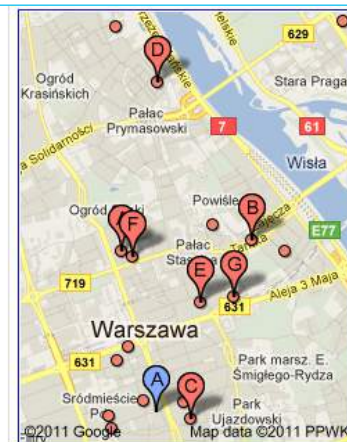 629
D
Ogród
Krasińskich
Stara Praga
Pałac
Prymasowski
7
61
Wisła
a Solidarności
Powiśle
B
Ogród
E77
F
Pałac
Tamka
719
E
G
631
Aleja 3 Maja
Warszawa
631
A
Park marsz. E.
Śmigłego-Rydza
Śródmieście
C
Park
Ujazdowski
©2011 Google
Map data ©2011 PPWK